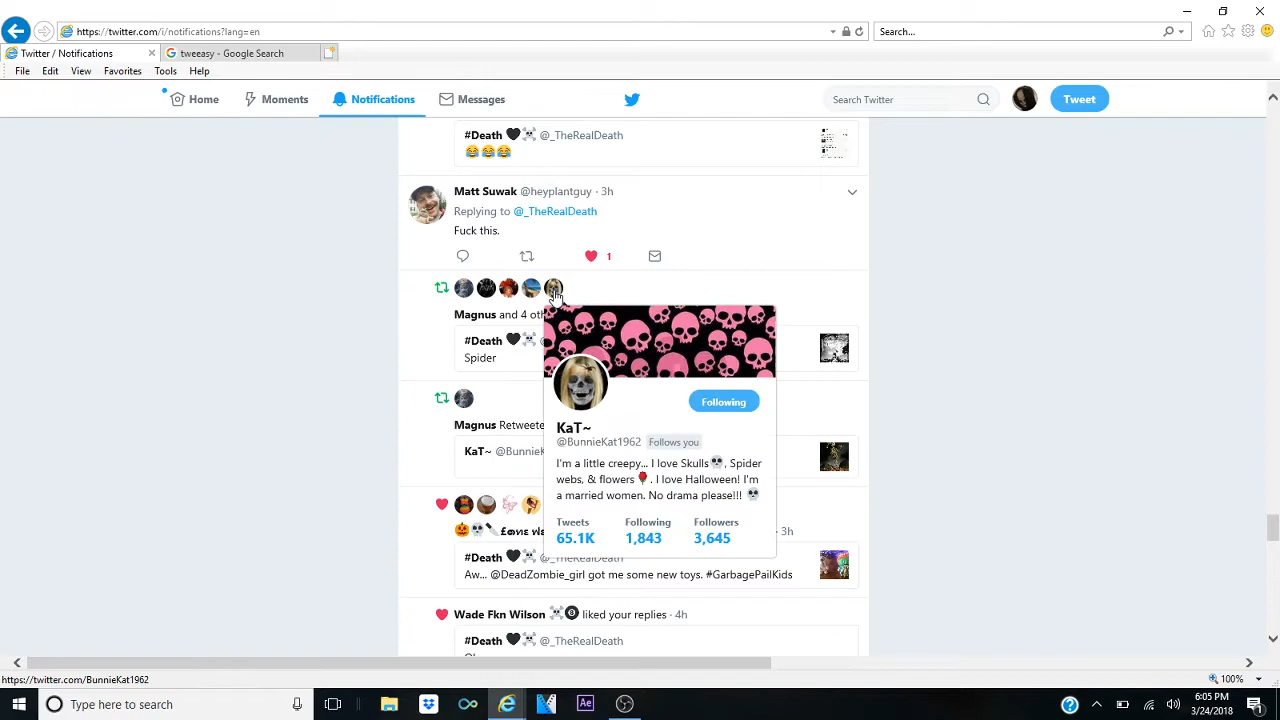 https://twitter.com/i/notifications?lang=en
Search...
Twitter / Notifications
tweeasy - Google Search
File Edit View Favorites Tools Help
Home Moments Notifications Messages
Search Twitter
Tweet
#Death 🖤☠ @_TheRealDeath
😂😂😂
Matt Suwak @heyplantguy · 3h
Replying to @_TheRealDeath
Fuck this.
1
Magnus and 4 oth
#Death 🖤☠
Spider
Following
KaT~
@BunnieKat1962 Follows you
I'm a little creepy... I love Skulls💀, Spider
webs, & flowers🌹. I love Halloween! I'm
a married women. No drama please!!! 💀
Tweets Following Followers
65.1K 1,843 3,645
Magnus Retweete
KaT~ @BunnieK
· 3h
#Death 🖤☠ @_TheRealDeath
Aw... @DeadZombie_girl got me some new toys. #GarbagePailKids
Wade Fkn Wilson ☠🎱 liked your replies · 4h
#Death 🖤☠ @_TheRealDeath
https://twitter.com/BunnieKat1962
100%
Type here to search
Ae
6:05 PM
3/24/2018